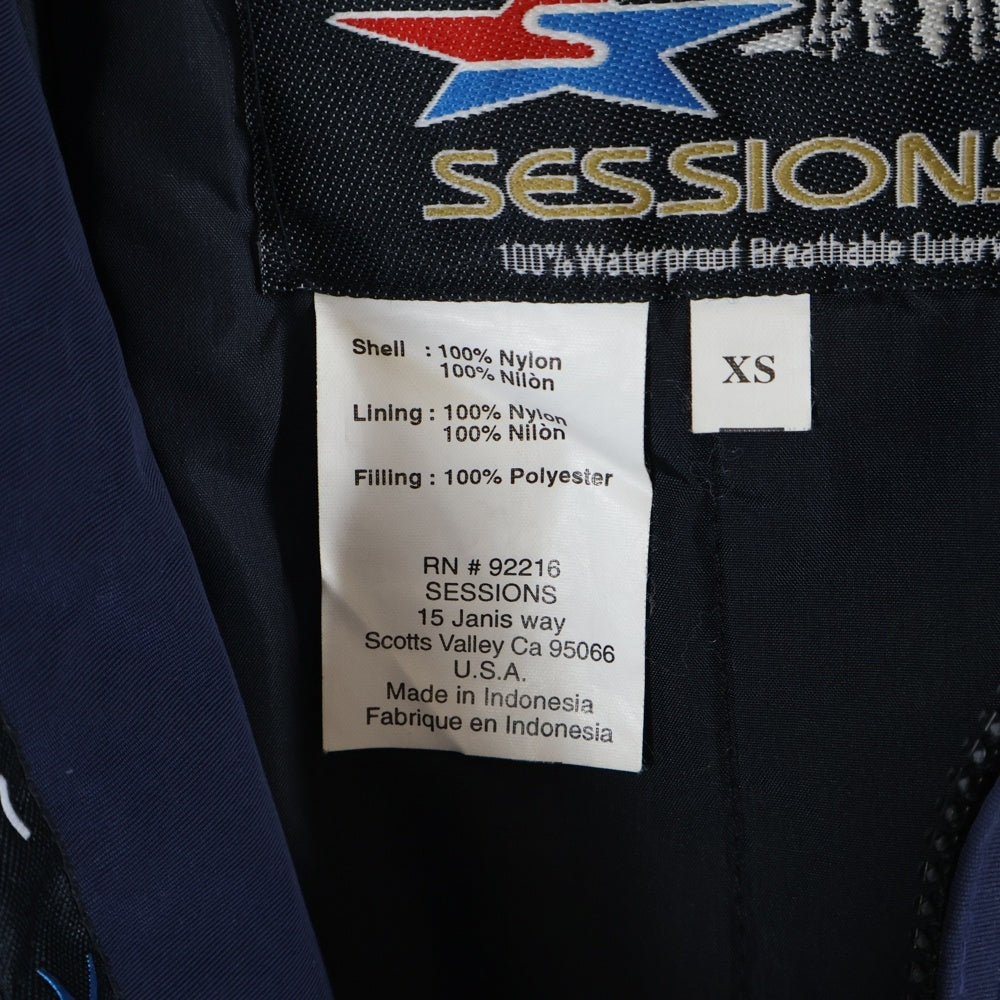 SESSIONS
100% Waterproof Breathable
XS
Shell : 100% Nylon
100% Nilòn
Lining : 100% Nylon
100% Nilòn
Filling : 100% Polyester
RN # 92216
SESSIONS
15 Janis way
Scotts Valley Ca 95066
U.S.A.
Made in Indonesia
Fabrique en Indonesia